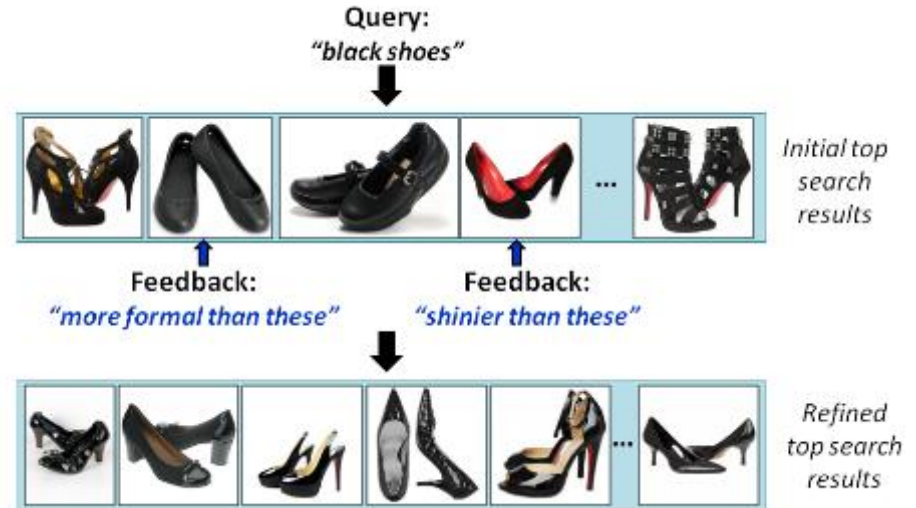 Query:
“black shoes”
Initial top
search
results
...
Feedback:
“more formal than these”
Feedback:
“shinier than these”
Refined
top search
results
...